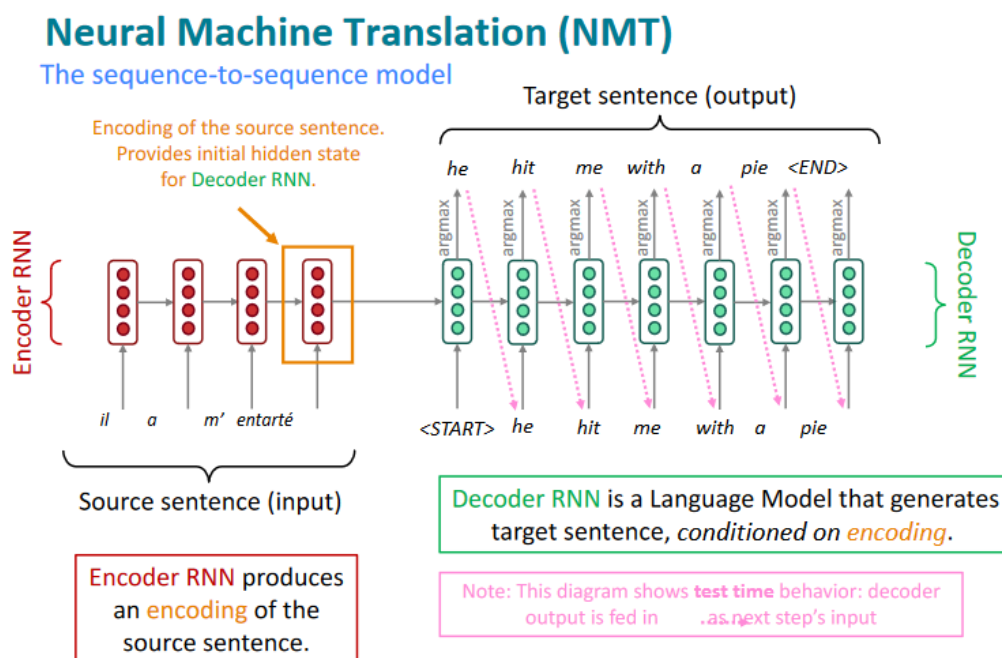 Neural Machine Translation (NMT)
The sequence-to-sequence model
Target sentence (output)
Encoding of the source sentence.
Provides initial hidden state
for Decoder RNN.
he hit me with a pie <END>
argmax argmax argmax argmax argmax argmax argmax
Encoder RNN
Decoder RNN
il a m’ entarté
<START> he hit me with a pie
Source sentence (input)
Decoder RNN is a Language Model that generates
target sentence, conditioned on encoding.
Encoder RNN produces
an encoding of the
source sentence.
Note: This diagram shows test time behavior: decoder
output is fed in as next step’s input